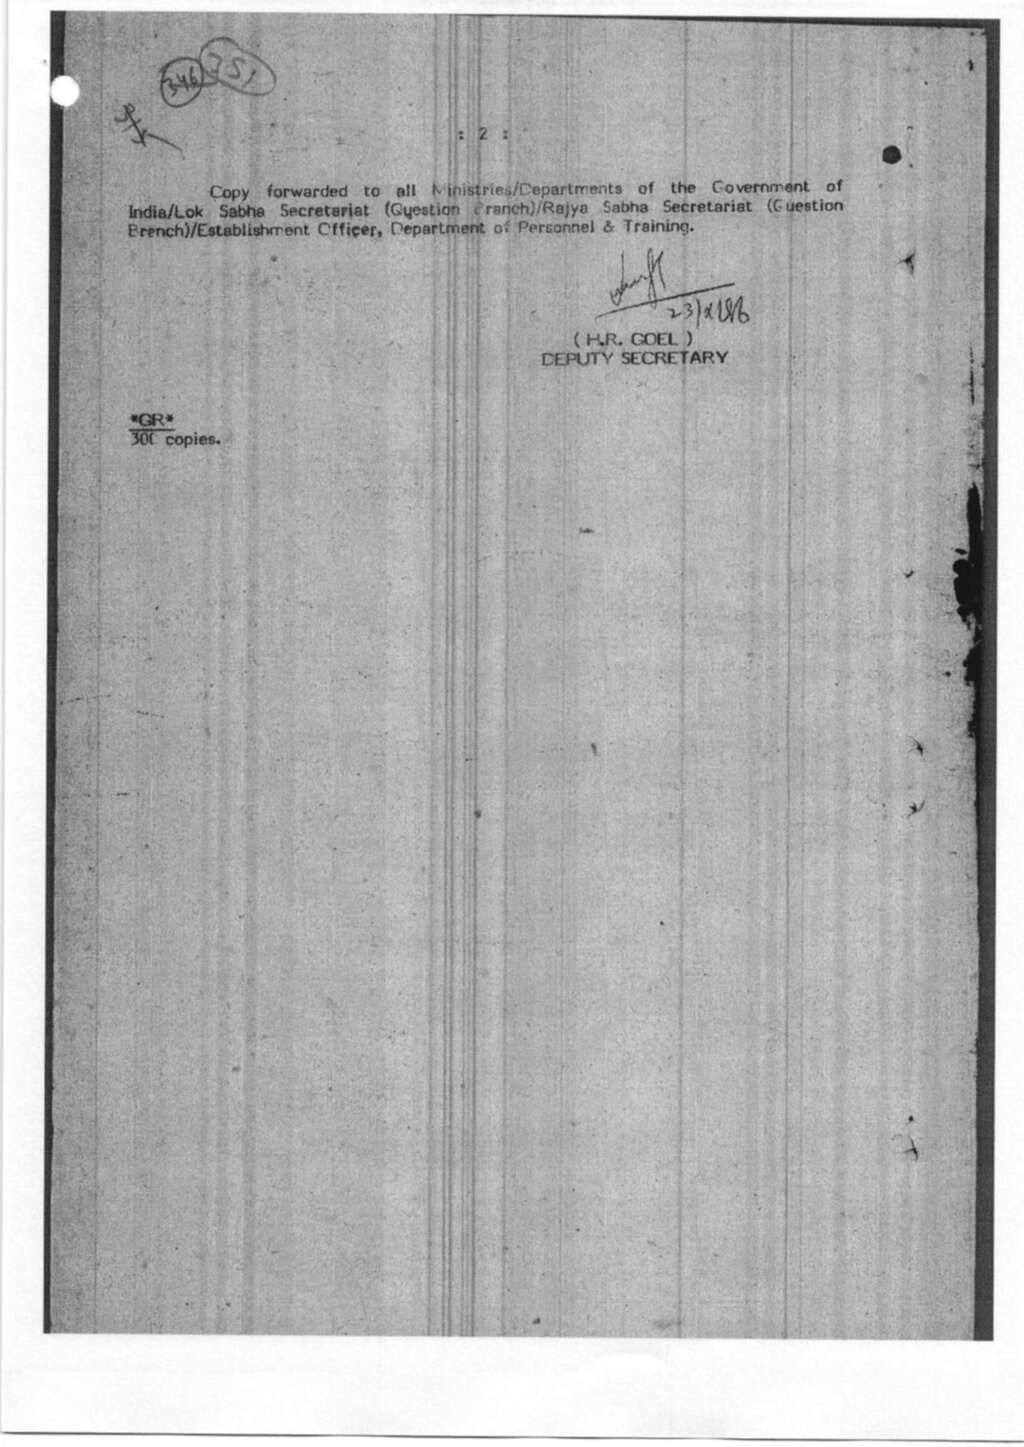 346
351
: 2 :
Copy forwarded to all Ministries/Departments of the Government of
India/Lok Sabha Secretariat (Question Branch)/Rajya Sabha Secretariat (Question
Branch)/Establishment Officer, Department of Personnel & Training.
23/X/86
( H.R. GOEL )
DEPUTY SECRETARY
*GR*
300 copies.